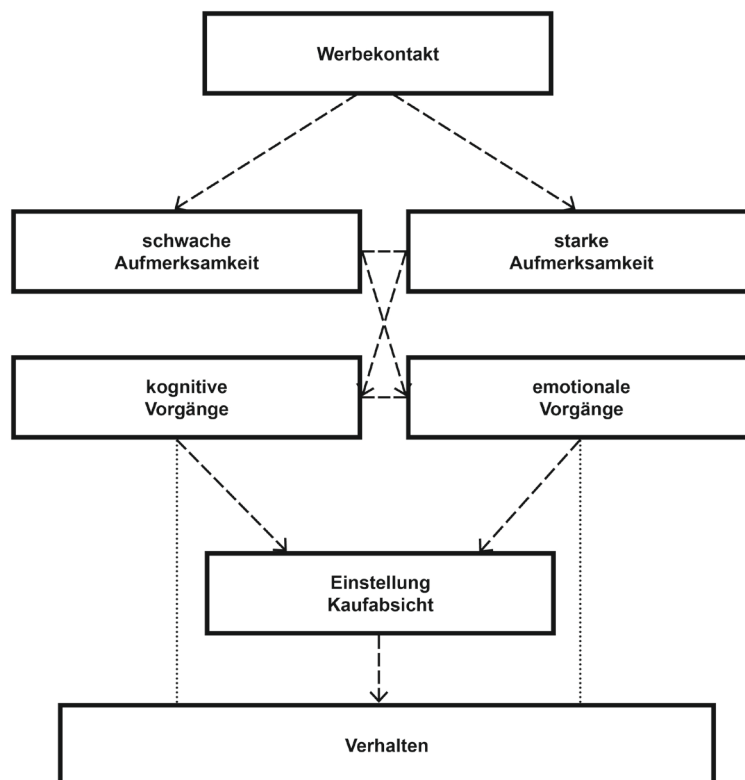 Werbekontakt
schwache
Aufmerksamkeit
starke
Aufmerksamkeit
kognitive
Vorgänge
emotionale
Vorgänge
Einstellung
Kaufabsicht
Verhalten